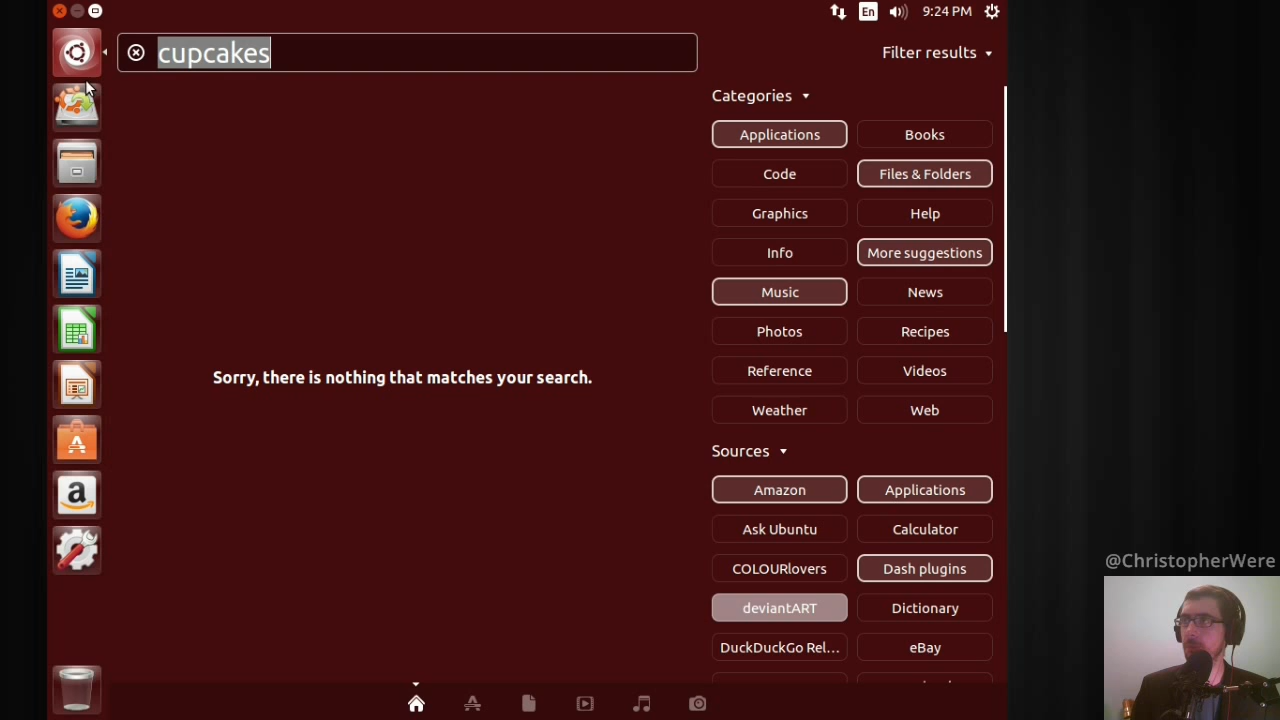 En 9:24 PM
cupcakes
Filter results
Categories
Applications Books
Code Files & Folders
Graphics Help
Info More suggestions
Music News
Photos Recipes
Reference Videos
Weather Web
Sorry, there is nothing that matches your search.
Sources
Amazon Applications
Ask Ubuntu Calculator
COLOURlovers Dash plugins
deviantART Dictionary
DuckDuckGo Rel... eBay
@ChristopherWere